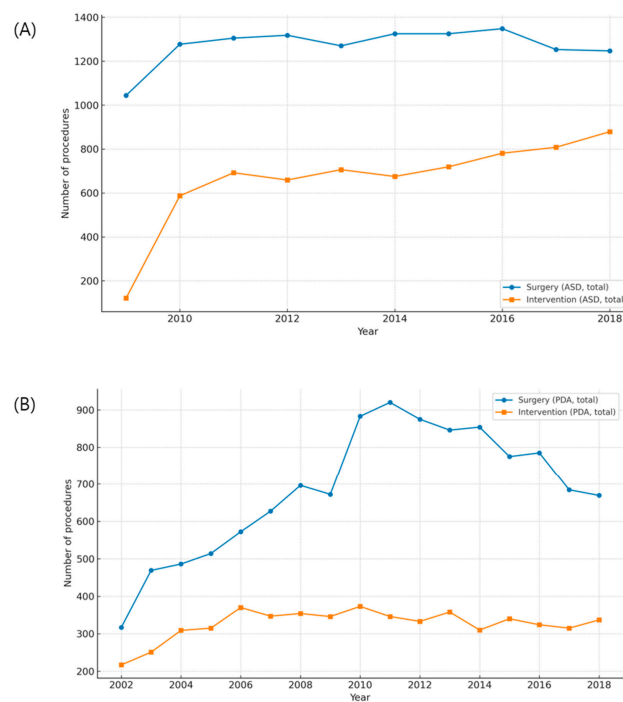 (A)
1400
1200
1000
800
600
400
200
Number of procedures
Surgery (ASD, total)
Intervention (ASD, total)
2010 2012 2014 2016 2018
Year
(B)
900
800
700
600
500
400
300
200
Number of procedures
Surgery (PDA, total)
Intervention (PDA, total)
2002 2004 2006 2008 2010 2012 2014 2016 2018
Year